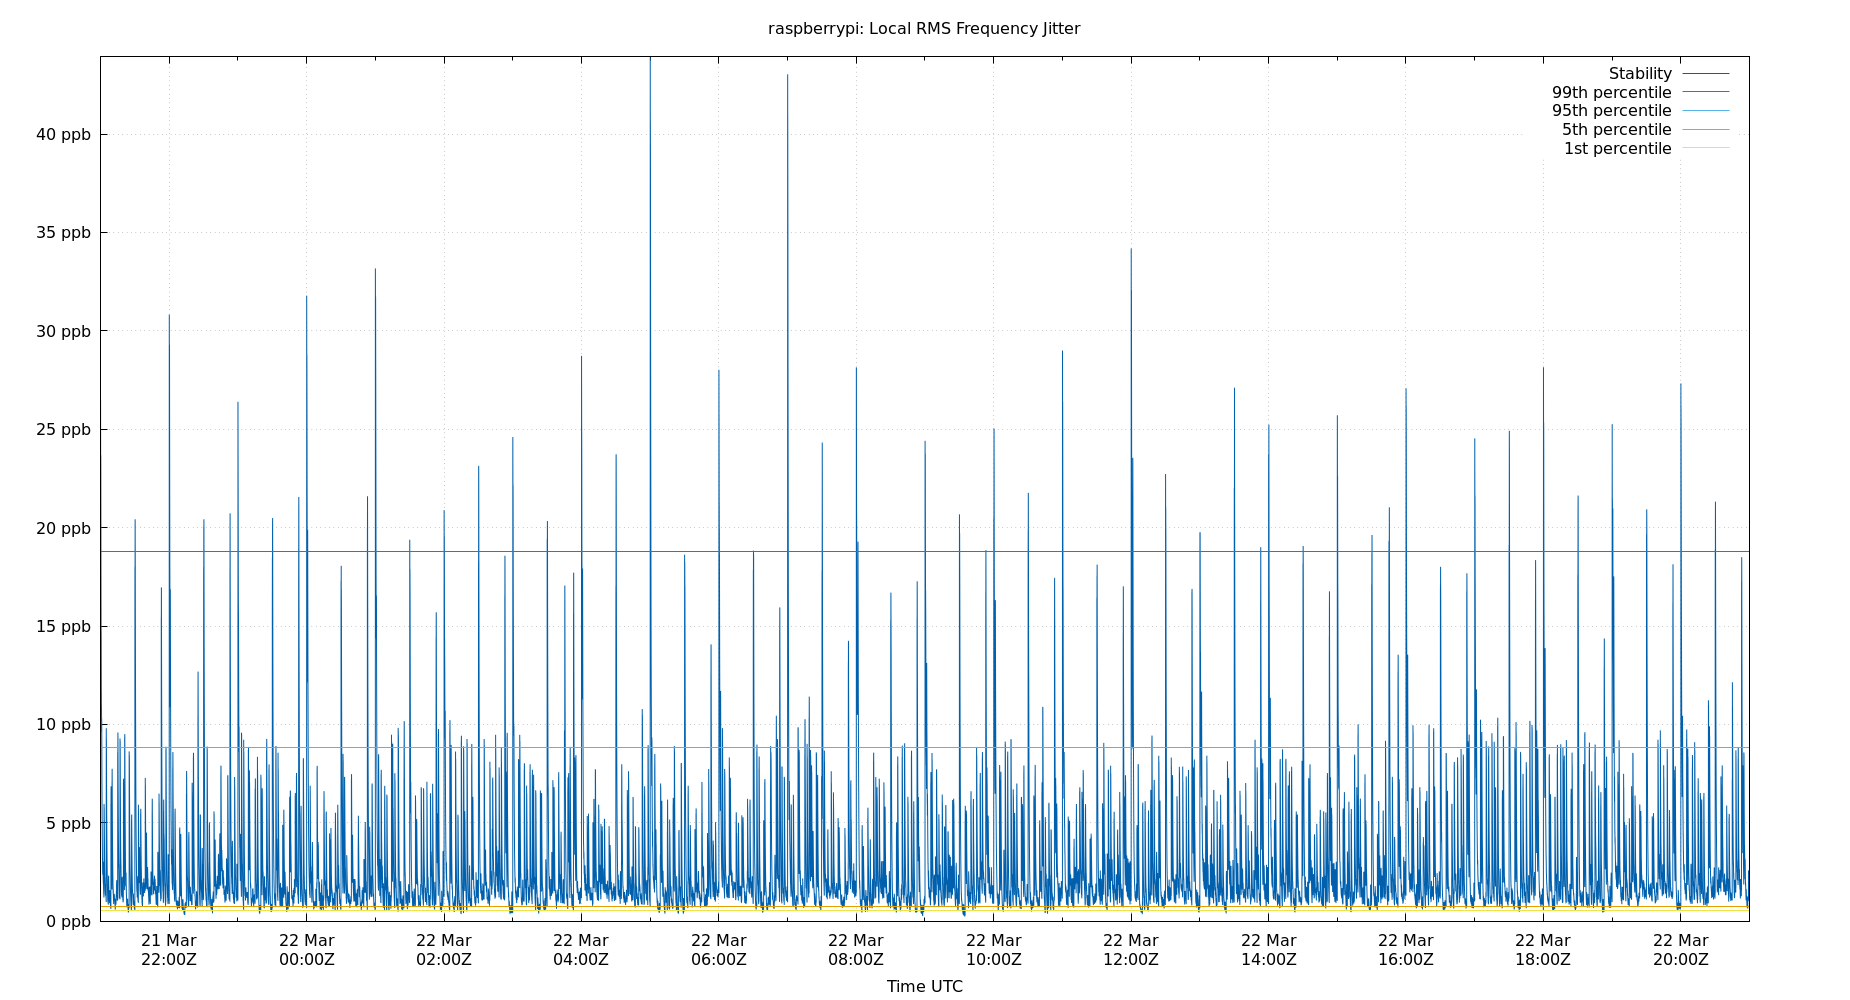 raspberrypi: Local RMS Frequency Jitter
Stability
99th percentile
95th percentile
5th percentile
1st percentile
40 ppb
35 ppb
30 ppb
25 ppb
20 ppb
15 ppb
10 ppb
5 ppb
0 ppb
21 Mar 22 Mar 22 Mar 22 Mar 22 Mar 22 Mar 22 Mar 22 Mar 22 Mar 22 Mar 22 Mar 22 Mar
22:00Z 00:00Z 02:00Z 04:00Z 06:00Z 08:00Z 10:00Z 12:00Z 14:00Z 16:00Z 18:00Z 20:00Z
Time UTC